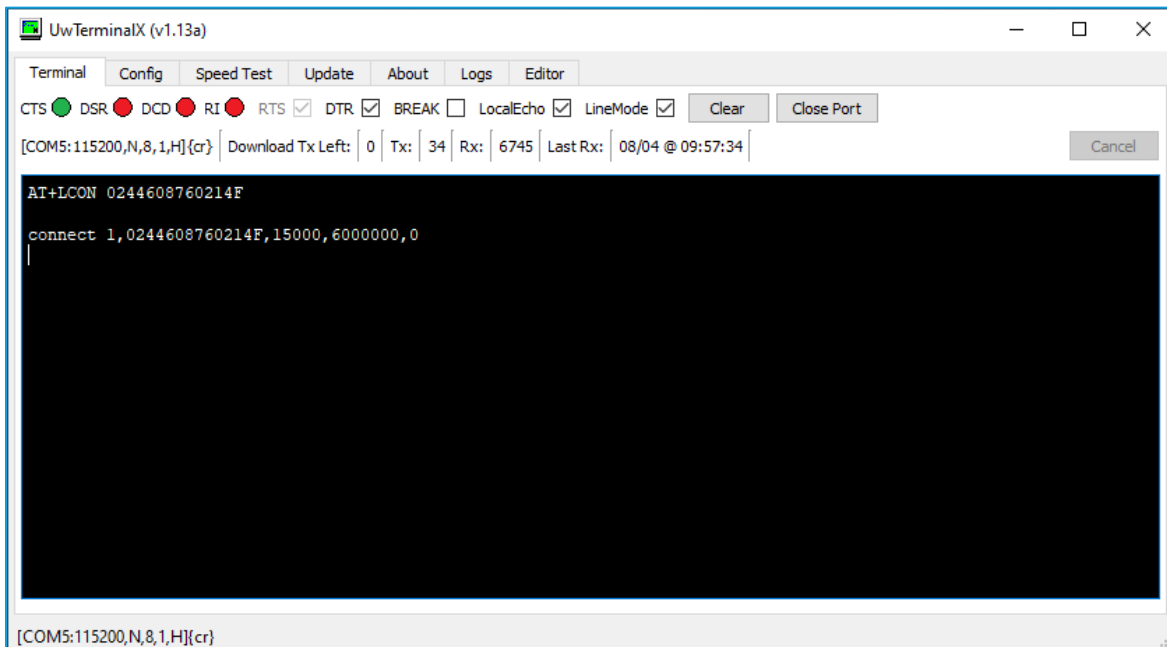 UwTerminalX (v1.13a)
Terminal Config Speed Test Update About Logs Editor
CTS DSR DCD RI RTS DTR BREAK LocalEcho LineMode Clear Close Port
[COM5:115200,N,8,1,H]{cr} Download Tx Left: 0 Tx: 34 Rx: 6745 Last Rx: 08/04 @ 09:57:34 Cancel
AT+LCON 0244608760214F
connect 1,0244608760214F,15000,6000000,0
[COM5:115200,N,8,1,H]{cr}